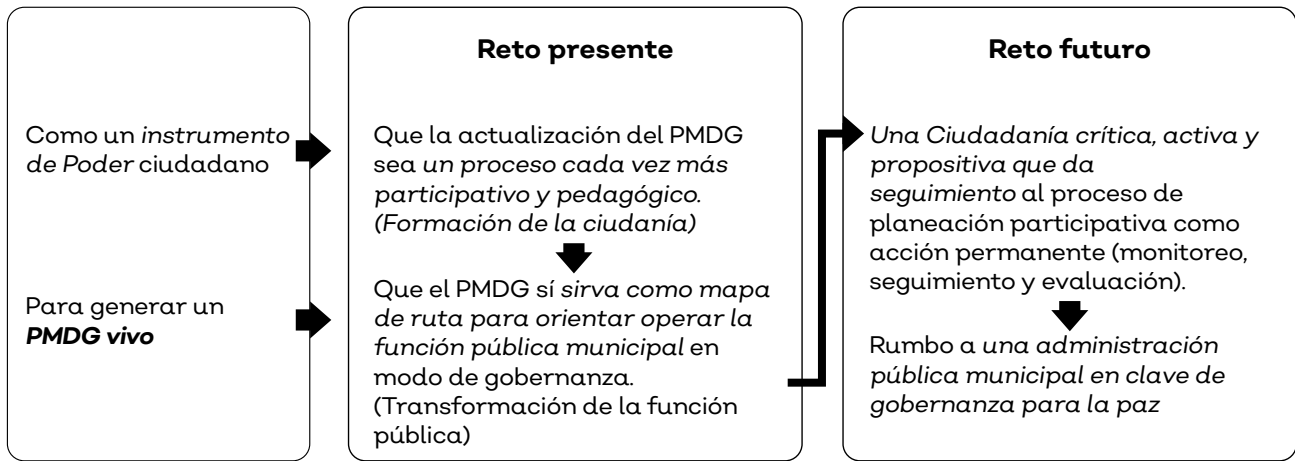 Como un instrumento
de Poder ciudadano
Para generar un
PMDG vivo
Reto presente
Que la actualización del PMDG
sea un proceso cada vez más
participativo y pedagógico.
(Formación de la ciudanía)
Que el PMDG sí sirva como mapa
de ruta para orientar operar la
función pública municipal en
modo de gobernanza.
(Transformación de la función
pública)
Reto futuro
Una Ciudadanía crítica, activa y
propositiva que da
seguimiento al proceso de
planeación participativa como
acción permanente (monitoreo,
seguimiento y evaluación).
Rumbo a una administración
pública municipal en clave de
gobernanza para la paz